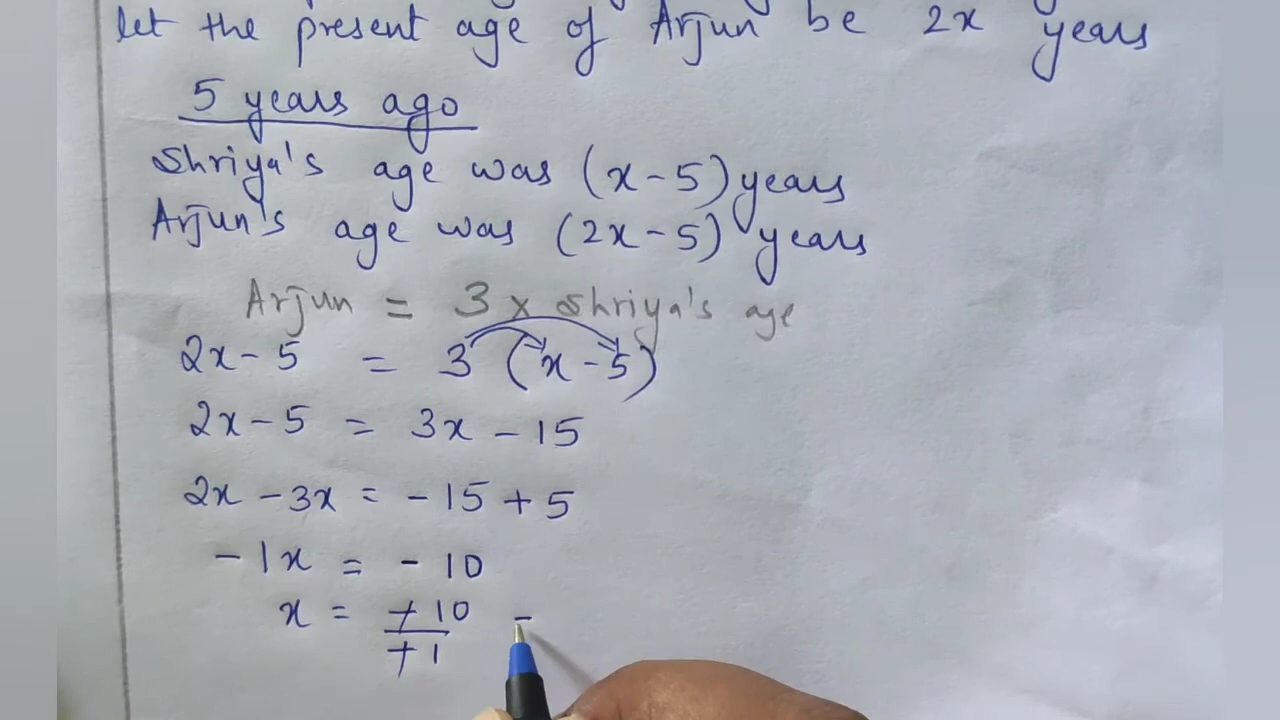 let the present age of Arjun be 2x years
5 years ago
Shriya's age was (x-5) years
Arjun's age was (2x-5) years
Arjun = 3 x Shriya's age
2x-5 = 3 (x-5)
2x-5 = 3x-15
2x-3x = -15+5
-1x = -10
x = -10 -
-1